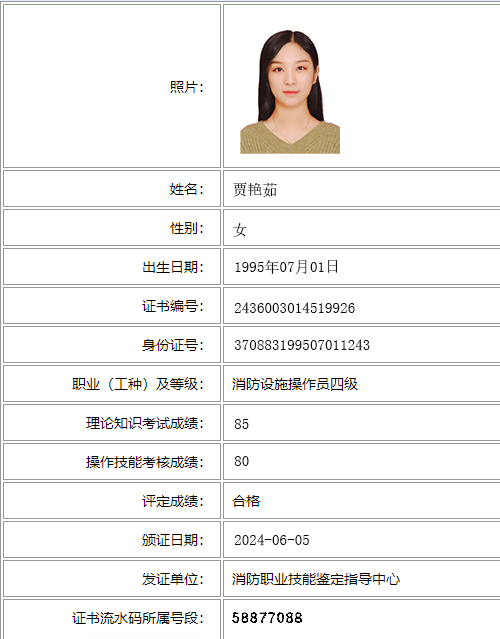 照片：
姓名： 贾艳茹
性别： 女
出生日期： 1995年07月01日
证书编号： 2436003014519926
身份证号： 370883199507011243
职业（工种）及等级： 消防设施操作员四级
理论知识考试成绩： 85
操作技能考核成绩： 80
评定成绩： 合格
颁证日期： 2024-06-05
发证单位： 消防职业技能鉴定指导中心
证书流水码所属号段： 58877088